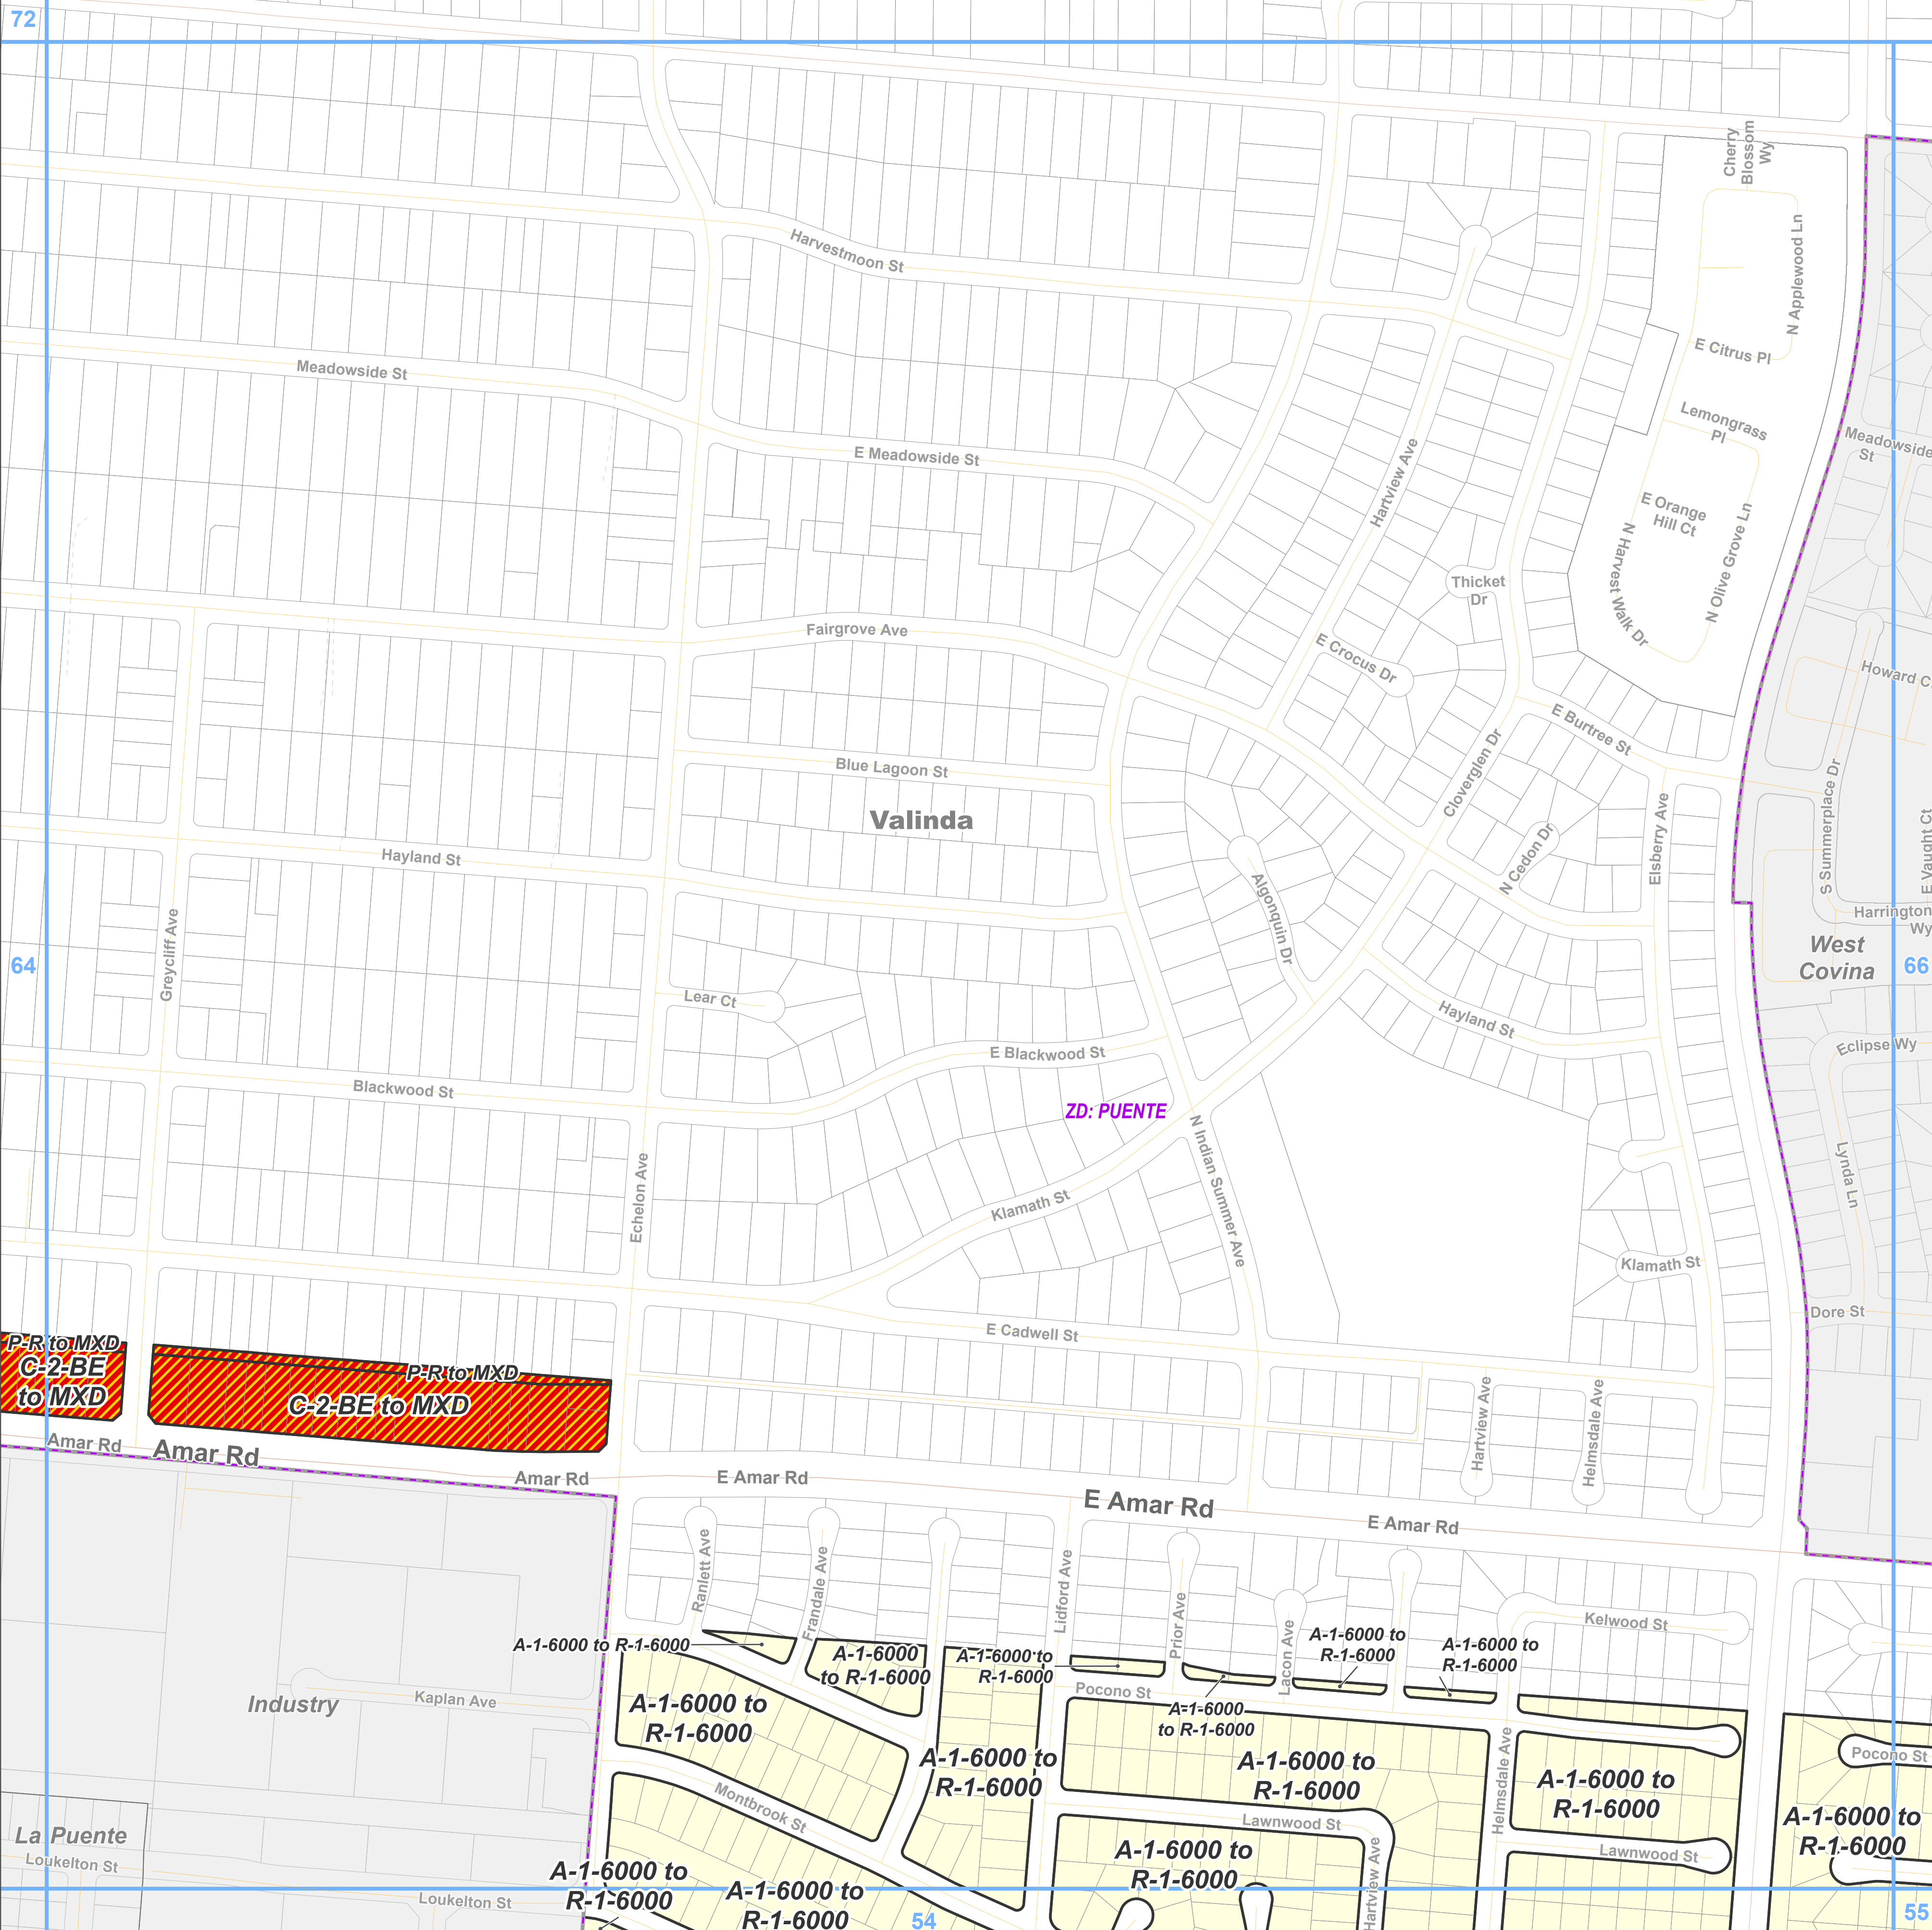 72
Cherry
Blossom
Wy
Harvestmoon St
N Applewood Ln
E Citrus Pl
Meadowside St
Lemongrass
Pl
Meadowside
St
E Meadowside St
Hartview Ave
E Orange
Hill Ct
N Harvest Walk Dr
N Olive Grove Ln
Thicket
Dr
Fairgrove Ave
E Crocus Dr
Howard C
E Burtree St
Blue Lagoon St
Cloverglen Dr
S Summerplace Dr
Valinda
Elsberry Ave
N Cedon Dr
E Vaught Ct
Hayland St
Algonquin Dr
Harrington
Wy
Greycliff Ave
West
Covina
64
66
Lear Ct
Hayland St
E Blackwood St
Eclipse Wy
Blackwood St
ZD: PUENTE
N Indian Summer Ave
Lynda Ln
Echelon Ave
Klamath St
Klamath St
Dore St
E Cadwell St
P-R to MXD
C-2-BE
to MXD
P-R to MXD
C-2-BE to MXD
Hartview Ave
Helmsdale Ave
Amar Rd
Amar Rd
Amar Rd
E Amar Rd
E Amar Rd
E Amar Rd
Ranlett Ave
Frandale Ave
Lidford Ave
Prior Ave
Lacon Ave
Kelwood St
A-1-6000 to R-1-6000
A-1-6000
to R-1-6000
A-1-6000 to
R-1-6000
A-1-6000 to
R-1-6000
A-1-6000 to
R-1-6000
Industry
Kaplan Ave
A-1-6000 to
R-1-6000
Pocono St
A-1-6000
to R-1-6000
A-1-6000 to
R-1-6000
A-1-6000 to
R-1-6000
Helmsdale Ave
A-1-6000 to
R-1-6000
Pocono St
Montbrook St
Lawnwood St
A-1-6000 to
R-1-6000
La Puente
Loukelton St
A-1-6000 to
R-1-6000
Hartview Ave
Lawnwood St
Loukelton St
A-1-6000 to
R-1-6000
A-1-6000 to
R-1-6000
54
55